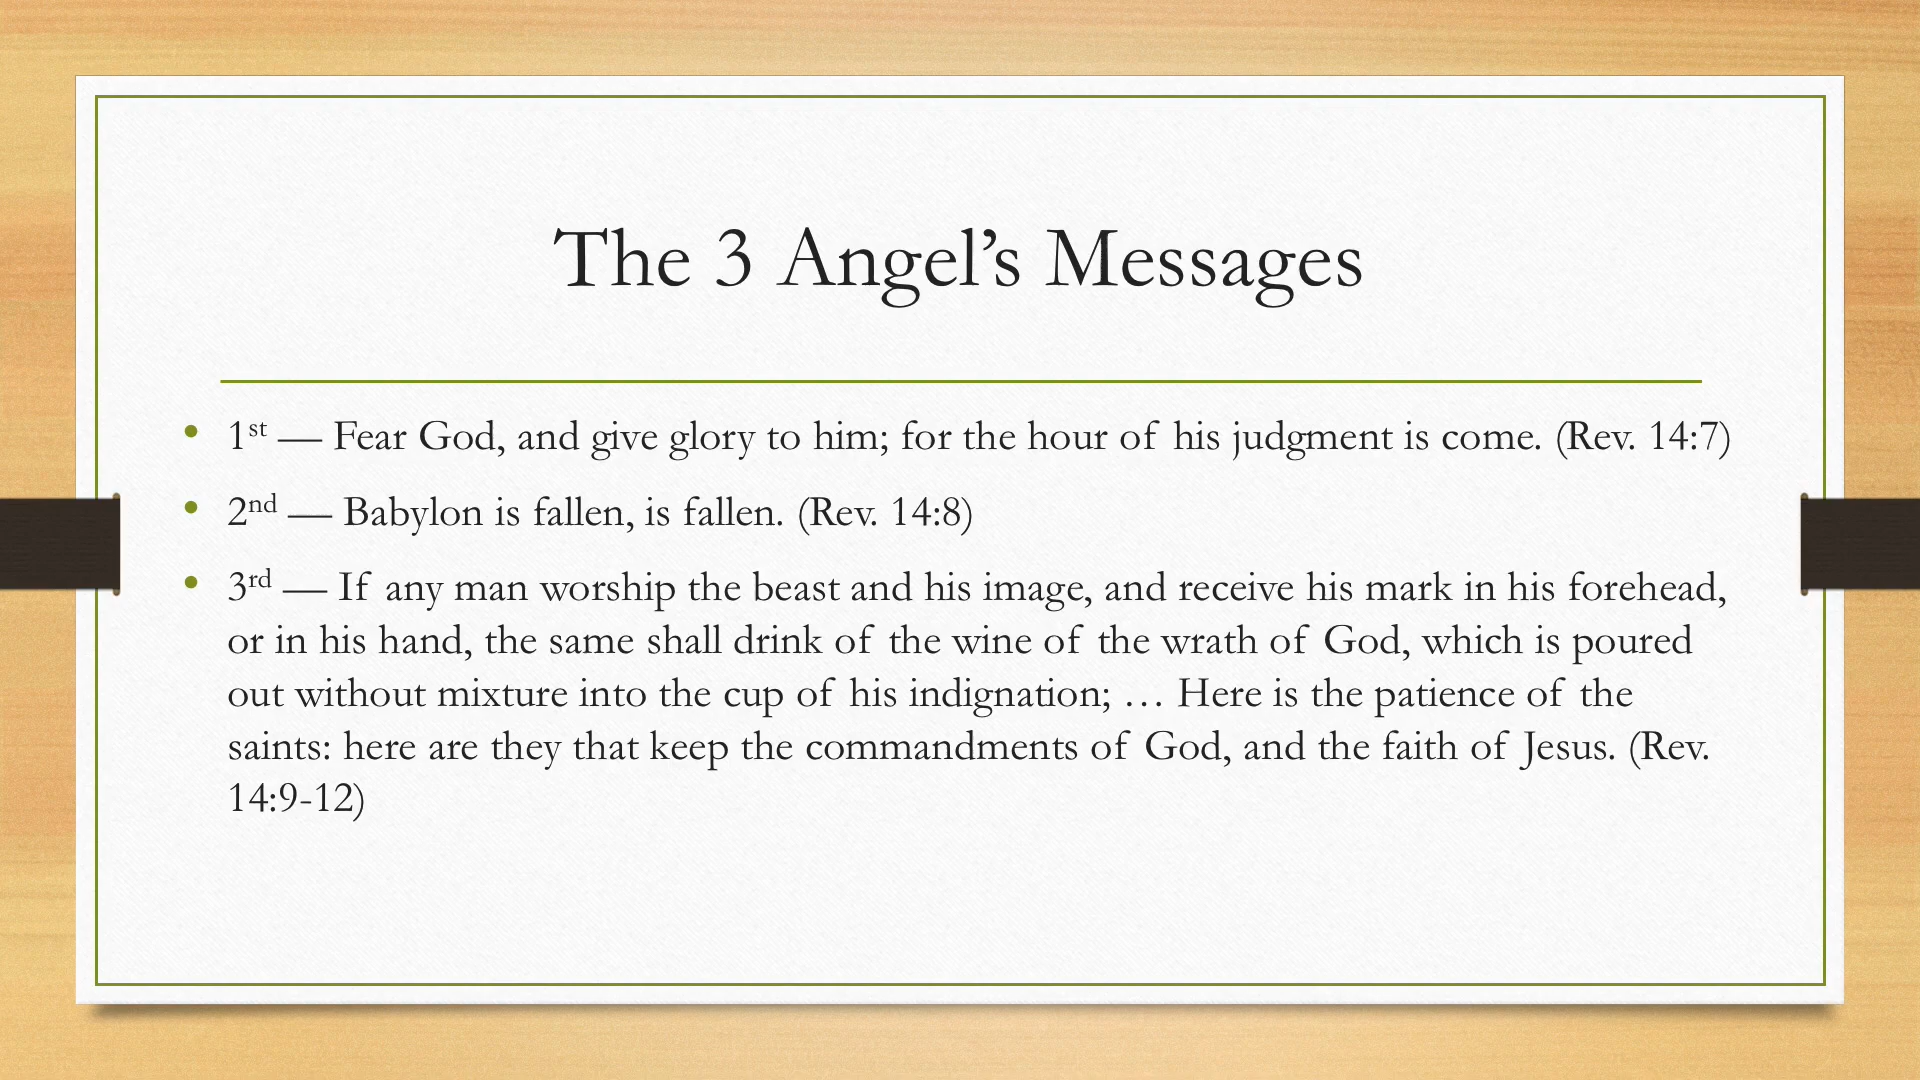 The 3 Angel’s Messages
• 1st — Fear God, and give glory to him; for the hour of his judgment is come. (Rev. 14:7)
• 2nd — Babylon is fallen, is fallen. (Rev. 14:8)
• 3rd — If any man worship the beast and his image, and receive his mark in his forehead,
or in his hand, the same shall drink of the wine of the wrath of God, which is poured
out without mixture into the cup of his indignation; … Here is the patience of the
saints: here are they that keep the commandments of God, and the faith of Jesus. (Rev.
14:9-12)